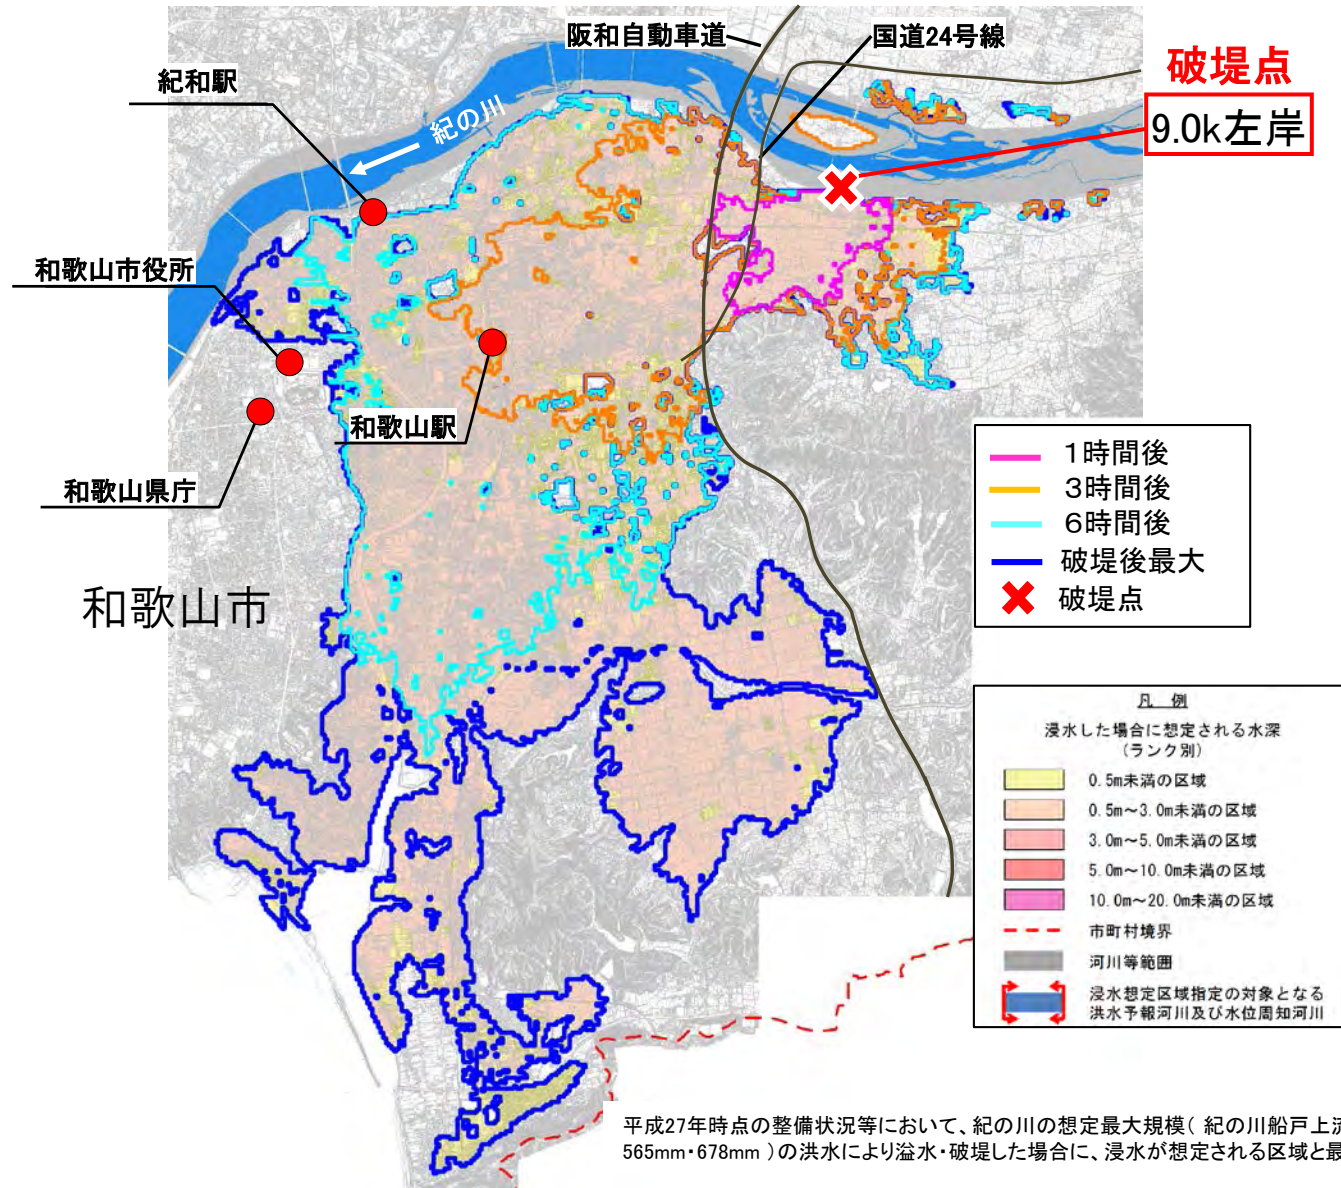 阪和自動車道
国道24号線
破堤点
9.0k左岸
紀和駅
紀の川
和歌山市役所
和歌山駅
和歌山県庁
和歌山市
1時間後
3時間後
6時間後
破堤後最大
破堤点
凡 例
浸水した場合に想定される水深
(ランク別)
0.5m未満の区域
0.5m～3.0m未満の区域
3.0m～5.0m未満の区域
5.0m～10.0m未満の区域
10.0m～20.0m未満の区域
市町村境界
河川等範囲
浸水想定区域指定の対象となる
洪水予報河川及び水位周知河川
平成27年時点の整備状況等において、紀の川の想定最大規模( 紀の川船戸上流
565mm・678mm )の洪水により溢水・破堤した場合に、浸水が想定される区域と最